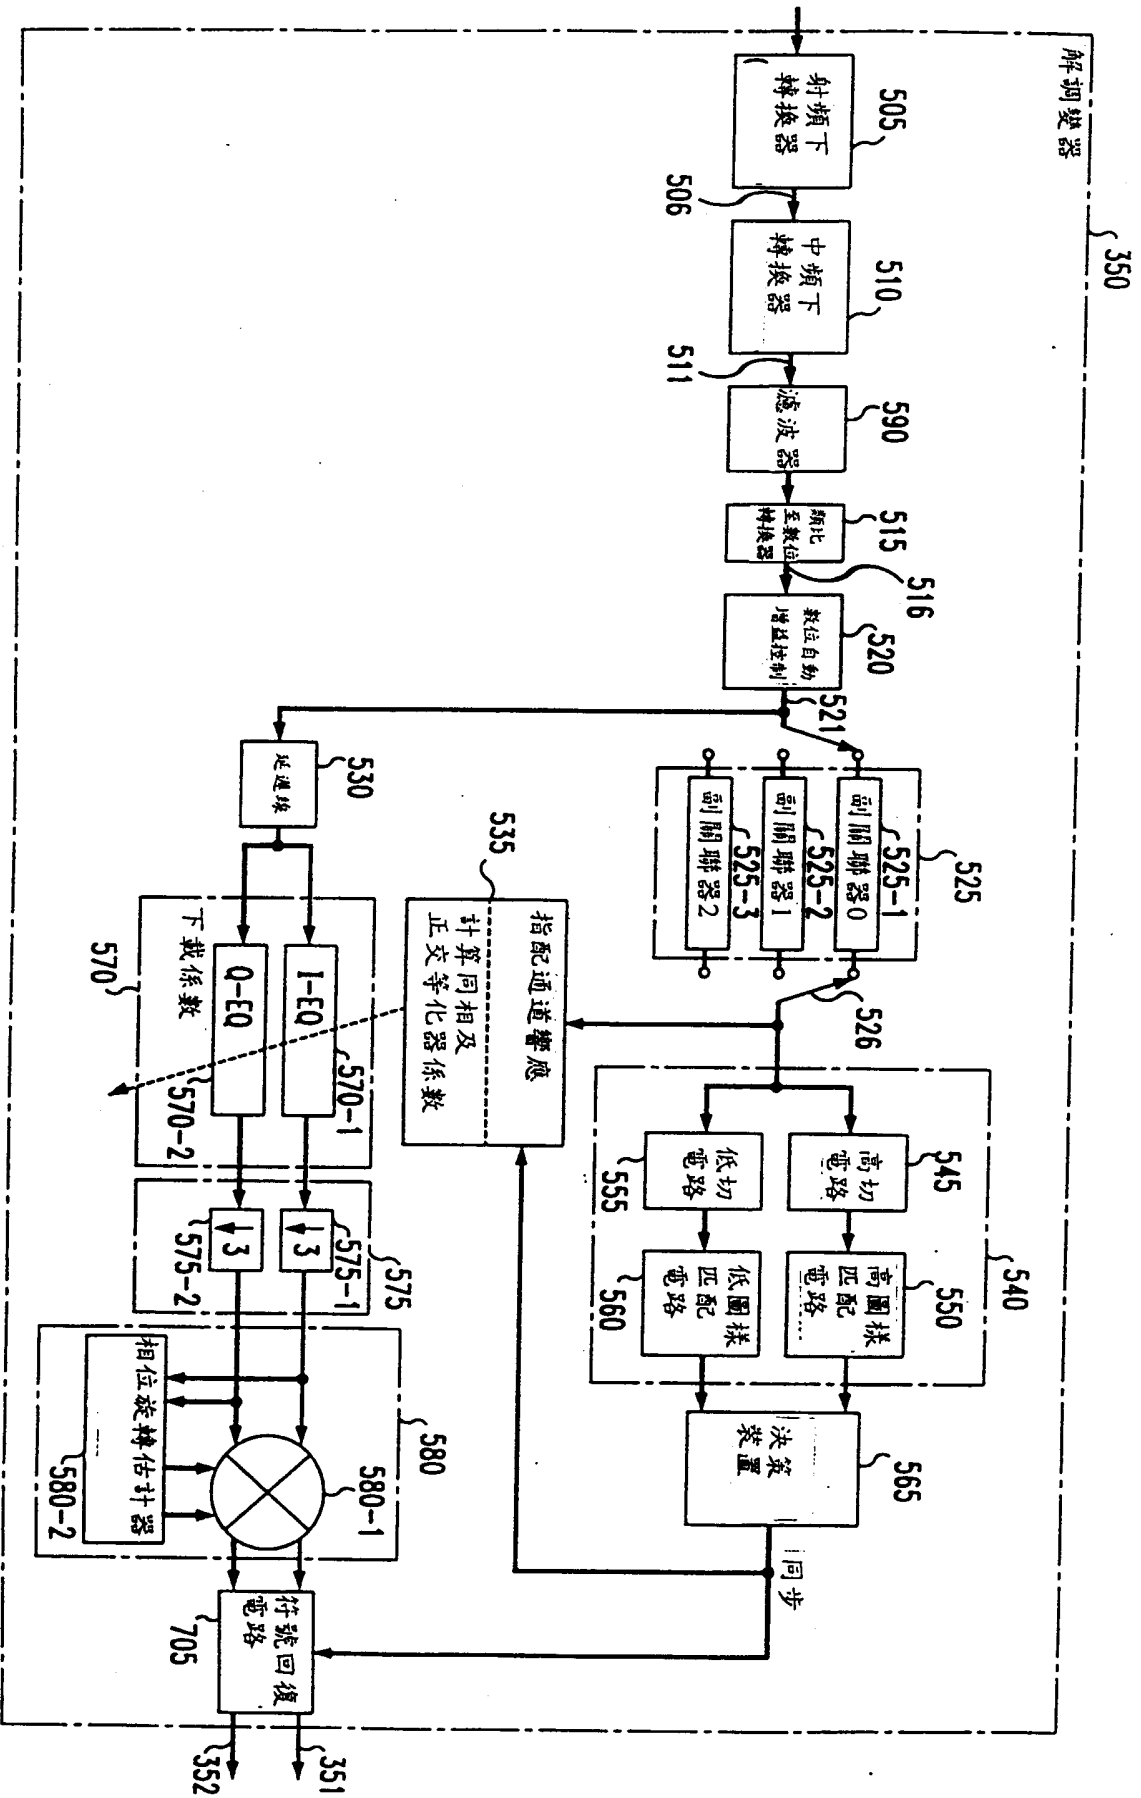 解調變器
350
505
射頻下
轉換器
506
510
中頻下
轉換器
511
590
濾波器
515
類比
至數位
轉換器
516
520
數位自動
增益控制
521
525
525-1
副關聯器0
525-2
副關聯器1
525-3
副關聯器2
526
540
545
高切
電路
550
高圖樣
匹配
電路
555
低切
電路
560
低圖樣
匹配
電路
565
決策
裝置
同步
535
指配通道響應
計算同相及
正交等化器係數
530
延遲線
570
下載係數
I-EQ
570-1
Q-EQ
570-2
575
↓3
575-1
↓3
575-2
580
580-1
相位旋轉估計器
580-2
符號回復
電路
705
351
352